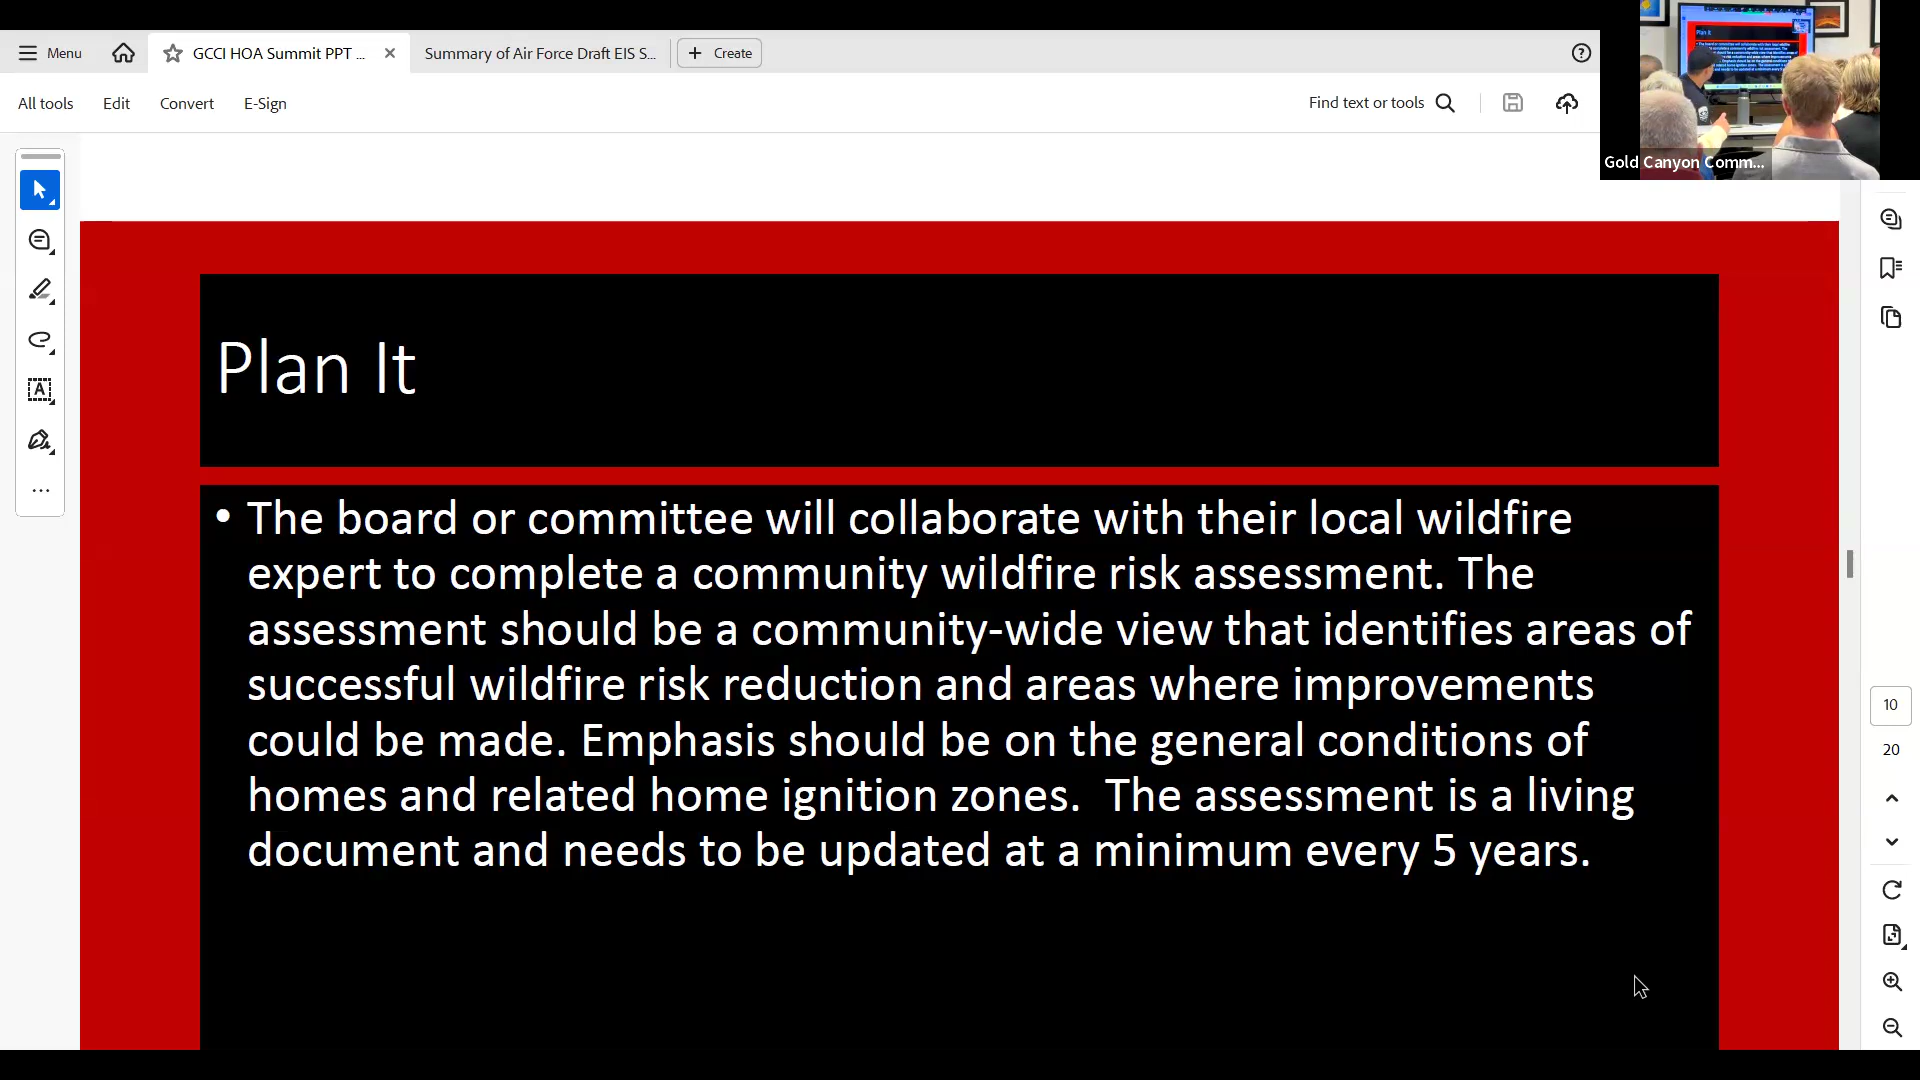 Menu
GCCI HOA Summit PPT ...
Summary of Air Force Draft EIS S...
Create
All tools
Edit
Convert
E-Sign
Find text or tools
Plan It
Gold Canyon Comm...
Plan It
• The board or committee will collaborate with their local wildfire
expert to complete a community wildfire risk assessment. The
assessment should be a community-wide view that identifies areas of
successful wildfire risk reduction and areas where improvements
could be made. Emphasis should be on the general conditions of
homes and related home ignition zones.  The assessment is a living
document and needs to be updated at a minimum every 5 years.
10
20